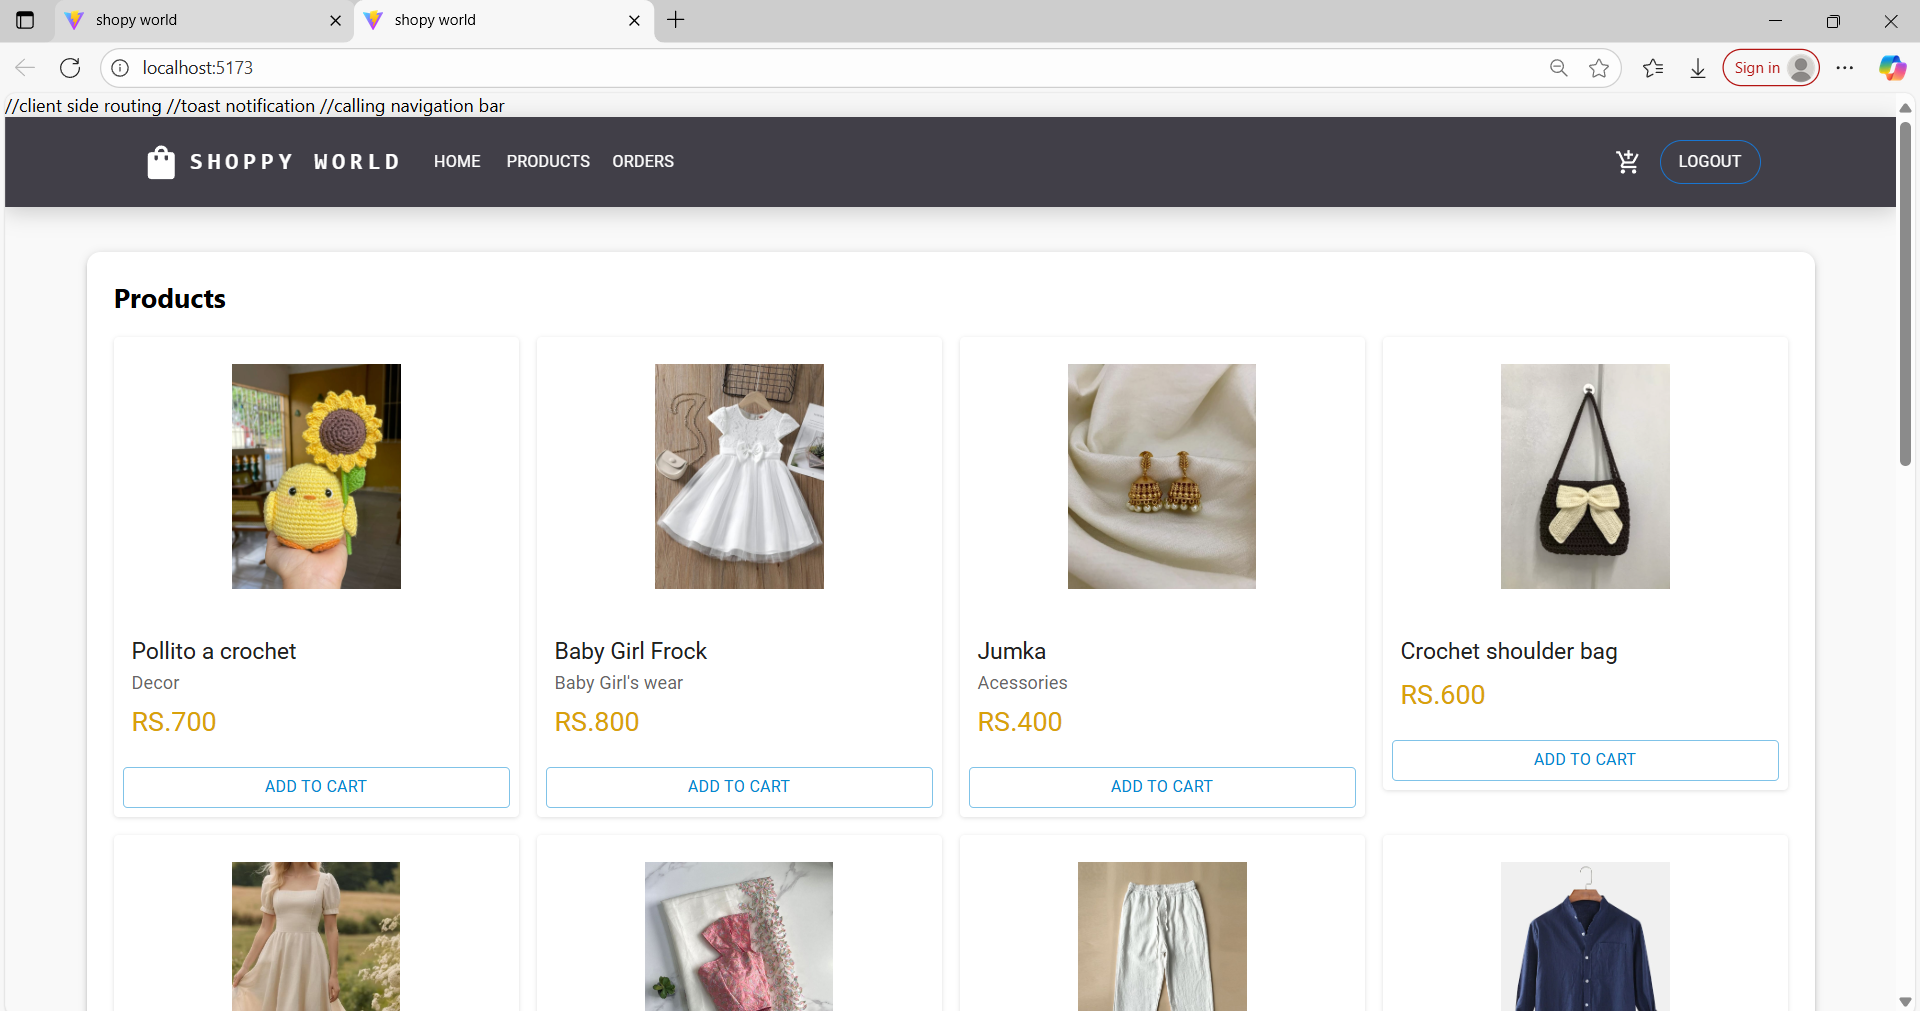 shopy world
shopy world
localhost:5173
Sign in
//client side routing //toast notification //calling navigation bar
SHOPPY WORLD HOME PRODUCTS ORDERS LOGOUT
Products
Pollito a crochet
Decor
RS.700
ADD TO CART
Baby Girl Frock
Baby Girl's wear
RS.800
ADD TO CART
Jumka
Acessories
RS.400
ADD TO CART
Crochet shoulder bag
RS.600
ADD TO CART